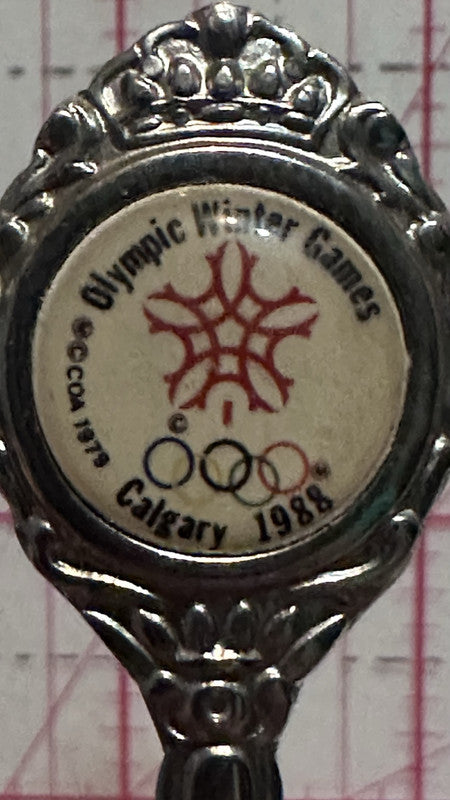 Olympic Winter Games
©COA 1979
©
©
Calgary 1988